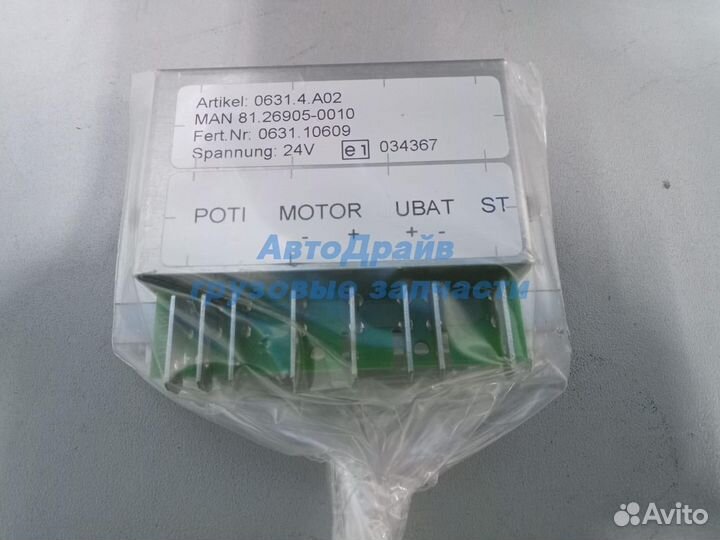 Artikel: 0631.4.A02
MAN 81.26905-0010
Fert.Nr: 0631.10609
Spannung: 24V e1 034367
POTI MOTOR UBAT ST
- + + -
АвтоДрайв
грузовые запчасти
Avito